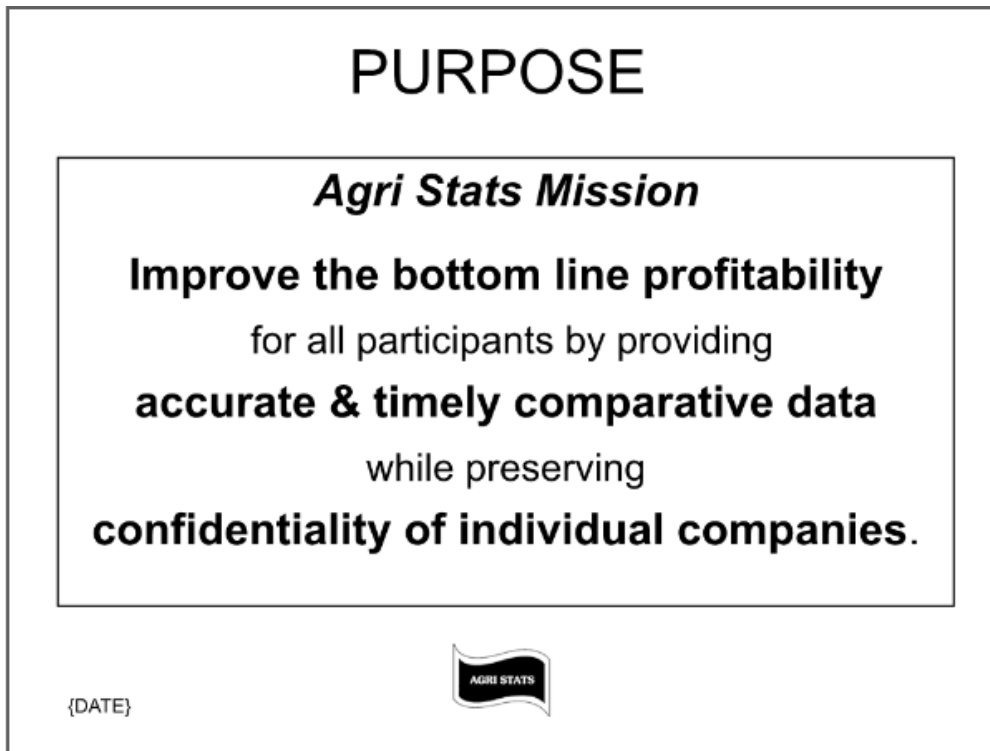 PURPOSE
Agri Stats Mission
Improve the bottom line profitability
for all participants by providing
accurate & timely comparative data
while preserving
confidentiality of individual companies.
AGRI STATS
{DATE}